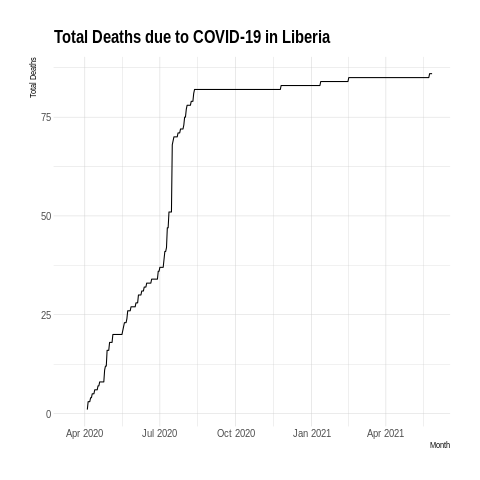 Total Deaths due to COVID-19 in Liberia
Total Deaths
75
50
25
0
Apr 2020 Jul 2020 Oct 2020 Jan 2021 Apr 2021
Month